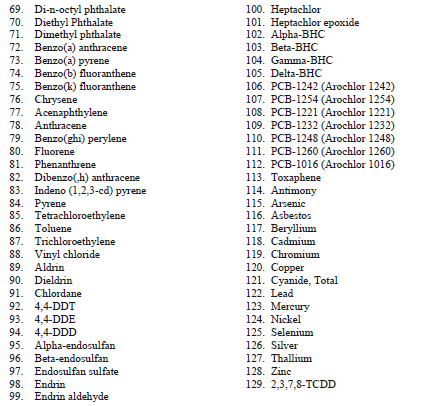 69. Di-n-octyl phthalate
70. Diethyl Phthalate
71. Dimethyl phthalate
72. Benzo(a) anthracene
73. Benzo(a) pyrene
74. Benzo(b) fluoranthene
75. Benzo(k) fluoranthene
76. Chrysene
77. Acenaphthylene
78. Anthracene
79. Benzo(ghi) perylene
80. Fluorene
81. Phenanthrene
82. Dibenzo(,h) anthracene
83. Indeno (1,2,3-cd) pyrene
84. Pyrene
85. Tetrachloroethylene
86. Toluene
87. Trichloroethylene
88. Vinyl chloride
89. Aldrin
90. Dieldrin
91. Chlordane
92. 4,4-DDT
93. 4,4-DDE
94. 4,4-DDD
95. Alpha-endosulfan
96. Beta-endosulfan
97. Endosulfan sulfate
98. Endrin
99. Endrin aldehyde
100. Heptachlor
101. Heptachlor epoxide
102. Alpha-BHC
103. Beta-BHC
104. Gamma-BHC
105. Delta-BHC
106. PCB-1242 (Arochlor 1242)
107. PCB-1254 (Arochlor 1254)
108. PCB-1221 (Arochlor 1221)
109. PCB-1232 (Arochlor 1232)
110. PCB-1248 (Arochlor 1248)
111. PCB-1260 (Arochlor 1260)
112. PCB-1016 (Arochlor 1016)
113. Toxaphene
114. Antimony
115. Arsenic
116. Asbestos
117. Beryllium
118. Cadmium
119. Chromium
120. Copper
121. Cyanide, Total
122. Lead
123. Mercury
124. Nickel
125. Selenium
126. Silver
127. Thallium
128. Zinc
129. 2,3,7,8-TCDD